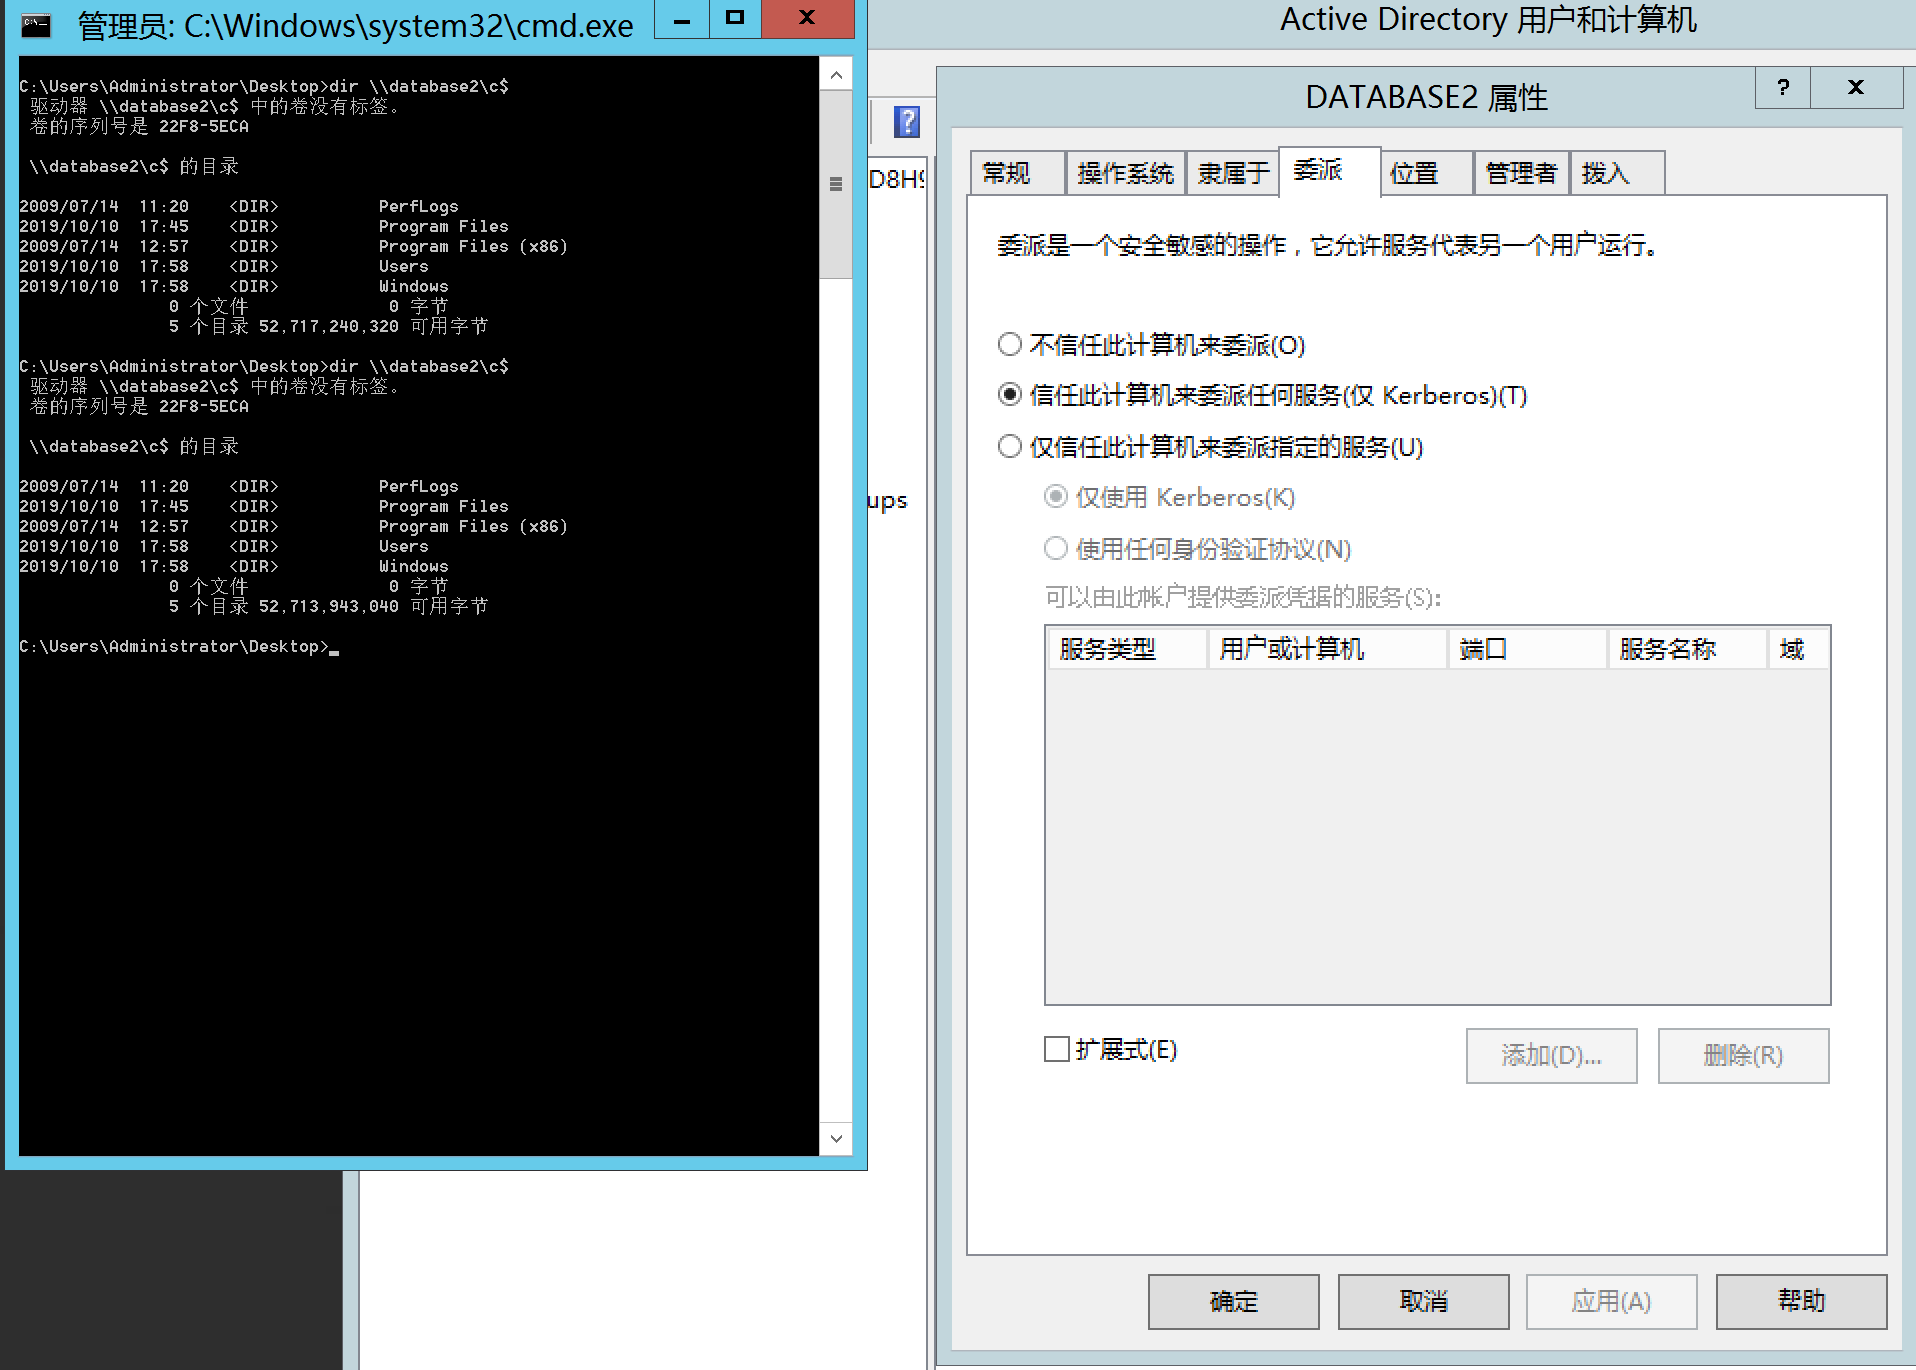 管理员: C:\Windows\system32\cmd.exe
C:\Users\Administrator\Desktop>dir \\database2\c$
驱动器 \\database2\c$ 中的卷没有标签。
卷的序列号是 22F8-5ECA
\\database2\c$ 的目录
2009/07/14  11:20    <DIR>          PerfLogs
2019/10/10  17:45    <DIR>          Program Files
2009/07/14  12:57    <DIR>          Program Files (x86)
2019/10/10  17:58    <DIR>          Users
2019/10/10  17:58    <DIR>          Windows
0 个文件              0 字节
5 个目录 52,717,240,320 可用字节
C:\Users\Administrator\Desktop>dir \\database2\c$
驱动器 \\database2\c$ 中的卷没有标签。
卷的序列号是 22F8-5ECA
\\database2\c$ 的目录
2009/07/14  11:20    <DIR>          PerfLogs
2019/10/10  17:45    <DIR>          Program Files
2009/07/14  12:57    <DIR>          Program Files (x86)
2019/10/10  17:58    <DIR>          Users
2019/10/10  17:58    <DIR>          Windows
0 个文件              0 字节
5 个目录 52,713,943,040 可用字节
C:\Users\Administrator\Desktop>
Active Directory 用户和计算机
ups
DATABASE2 属性
常规 操作系统 隶属于 委派 位置 管理者 拨入
委派是一个安全敏感的操作，它允许服务代表另一个用户运行。
不信任此计算机来委派(O)
信任此计算机来委派任何服务(仅 Kerberos)(T)
仅信任此计算机来委派指定的服务(U)
仅使用 Kerberos(K)
使用任何身份验证协议(N)
可以由此帐户提供委派凭据的服务(S):
服务类型 用户或计算机 端口 服务名称 域
扩展式(E)
添加(D)... 删除(R)
确定 取消 应用(A) 帮助